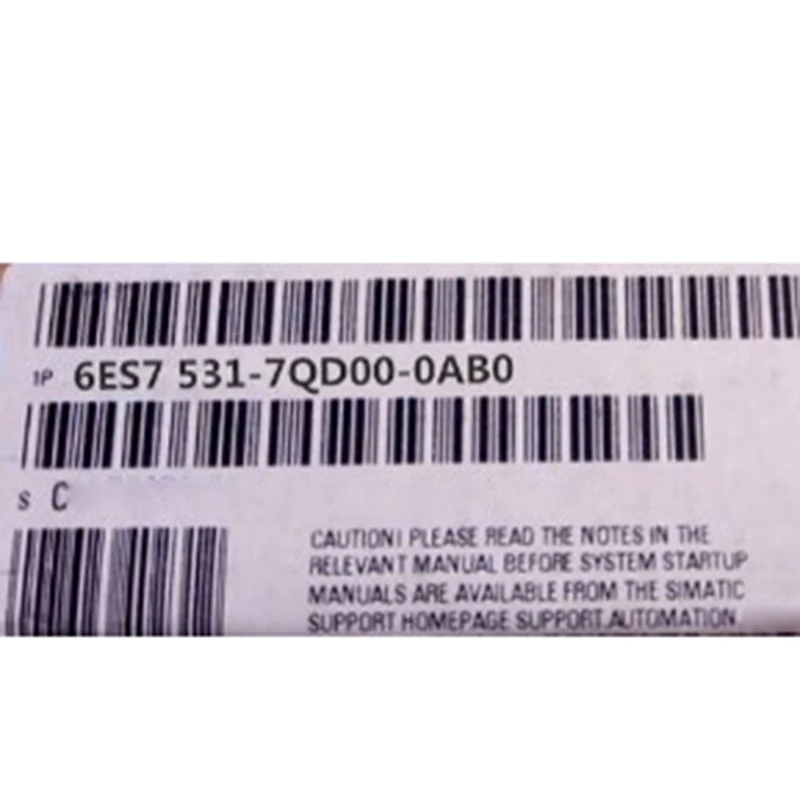 1P 6ES7 531-7QD00-0AB0
S C
CAUTION! PLEASE READ THE NOTES IN THE
RELEVANT MANUAL BEFORE SYSTEM STARTUP
MANUALS ARE AVAILABLE FROM THE SIMATIC
SUPPORT HOMEPAGE SUPPORT.AUTOMATION.